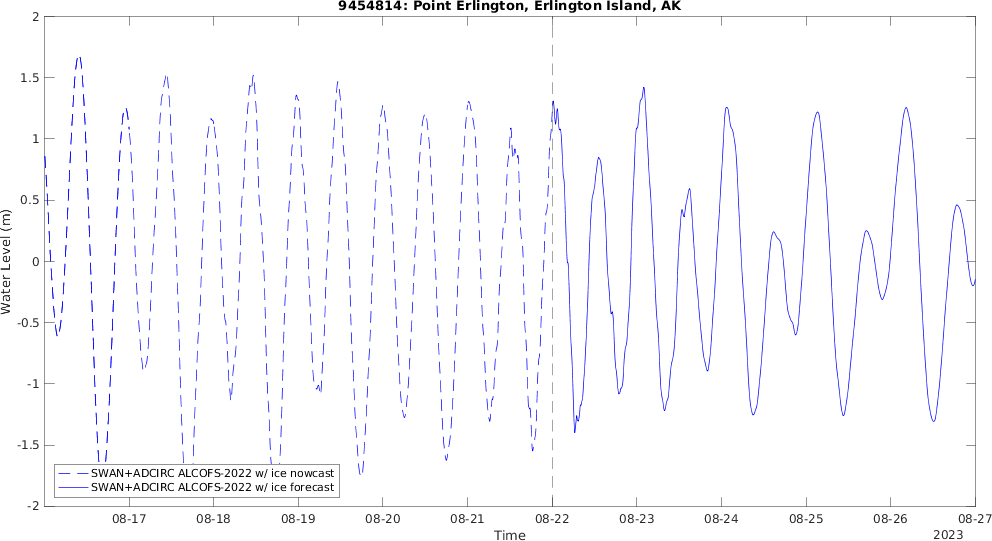 9454814: Point Erlington, Erlington Island, AK
Water Level (m)
2
1.5
1
0.5
0
-0.5
-1
-1.5
-2
SWAN+ADCIRC ALCOFS-2022 w/ ice nowcast
SWAN+ADCIRC ALCOFS-2022 w/ ice forecast
08-17 08-18 08-19 08-20 08-21 08-22 08-23 08-24 08-25 08-26 08-27
Time
2023